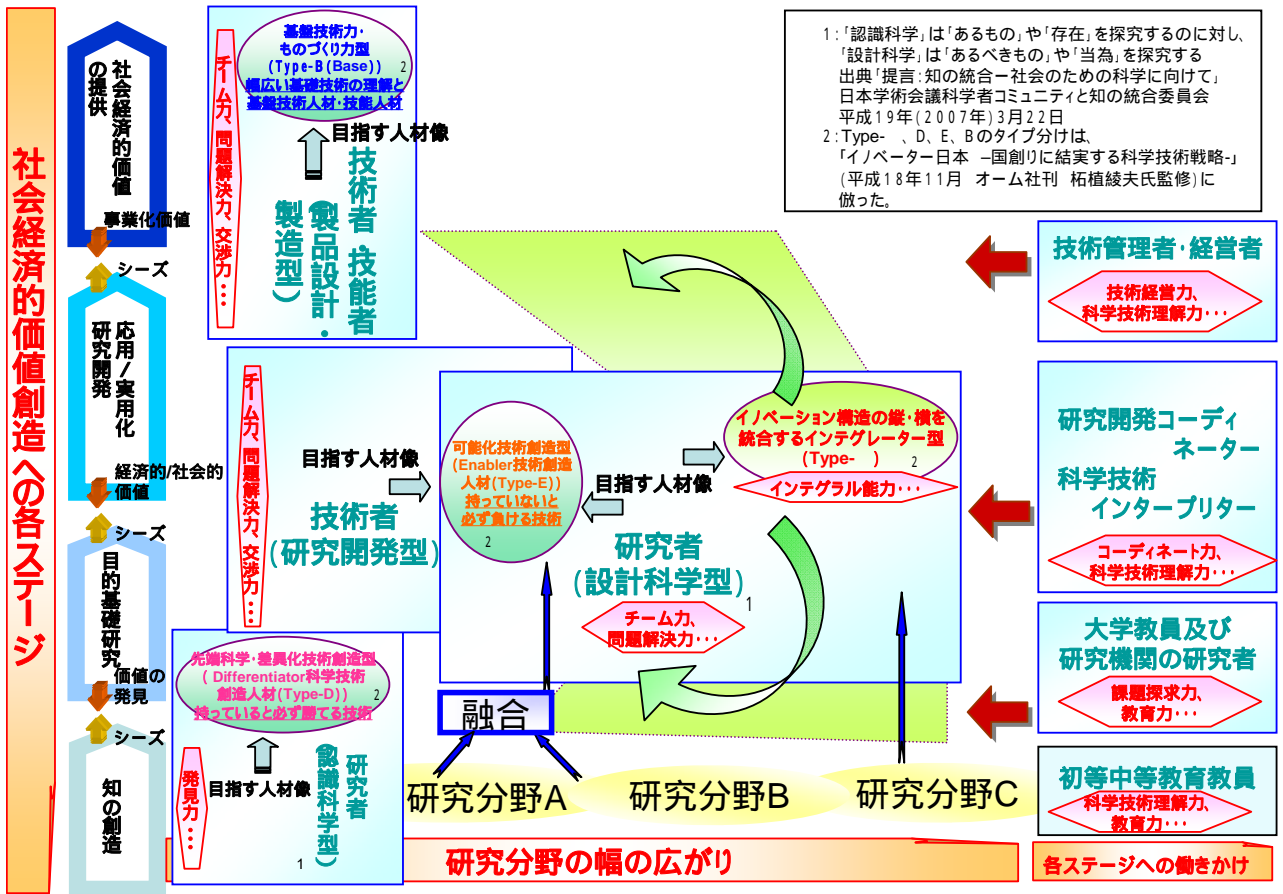 社会経済的価値創造への各ステージ
社会経済的価値
の提供
事業化価値
シーズ
応用/実用化
研究開発
経済的/社会的
価値
シーズ
目的基礎研究
価値の
発見
シーズ
知の創造
基盤技術力・
ものづくり力型
(Type-B(Base))
2
幅広い基礎技術の理解と
基盤技術人材・技能人材
チーム力、問題解決力、交渉力・・・
目指す人材像
技術者・技能者
(製品設計・
製造型)
1:「認識科学」は「あるもの」や「存在」を探究するのに対し、
「設計科学」は「あるべきもの」や「当為」を探究する
出典「提言:知の統合ー社会のための科学に向けて」
日本学術会議科学者コミュニティと知の統合委員会
平成19年(2007年)3月22日
2:Type- 、D、E、Bのタイプ分けは、
「イノベーター日本 –国創りに結実する科学技術戦略-」
(平成18年11月 オーム社刊 柘植綾夫氏監修)に
倣った。
チーム力、問題解決力、交渉力・・・
目指す人材像
技術者
(研究開発型)
可能化技術創造型
(Enabler技術創造
人材(Type-E))
持っていないと
必ず負ける技術
2
目指す人材像
研究者
(設計科学型)
1
チーム力、
問題解決力・・・
イノベーション構造の縦・横を
統合するインテグレーター型
(Type- )
2
インテグラル能力・・・
先端科学・差異化技術創造型
( Differentiator科学技術
創造人材(Type-D))
2
持っていると必ず勝てる技術
発見力・・・
目指す人材像
研究者
(認識科学型)
1
融合
研究分野A
研究分野B
研究分野C
研究分野の幅の広がり
技術管理者・経営者
技術経営力、
科学技術理解力・・・
研究開発コーディ
ネーター
科学技術
インタープリター
コーディネート力、
科学技術理解力・・・
大学教員及び
研究機関の研究者
課題探求力、
教育力・・・
初等中等教育教員
科学技術理解力、
教育力・・・
各ステージへの働きかけ